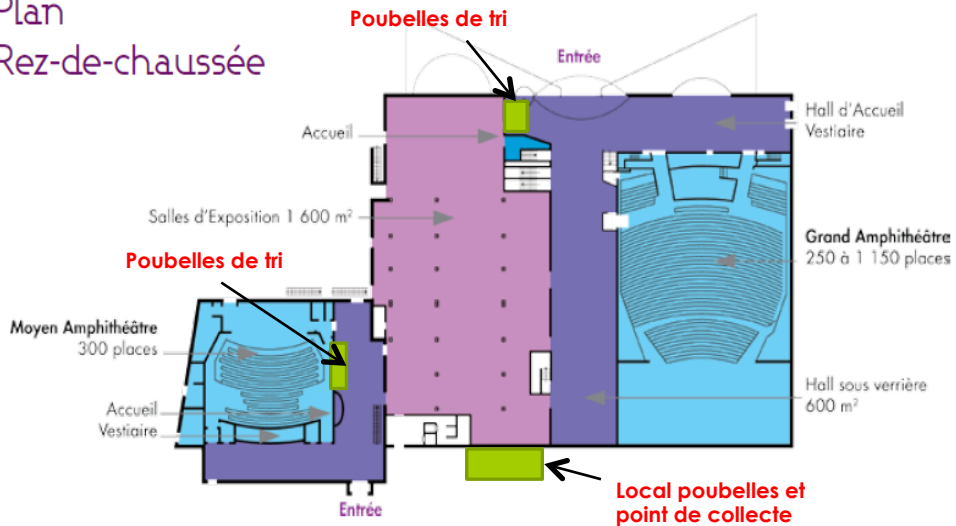 Plan
Rez-de-chaussée
Poubelles de tri
Entrée
Hall d'Accueil
Vestiaire
Accueil
Salles d'Exposition 1 600 m²
Grand Amphithéâtre
250 à 1 150 places
Poubelles de tri
Moyen Amphithéâtre
300 places
Hall sous verrière
600 m²
Accueil
Vestiaire
Local poubelles et
point de collecte
Entrée